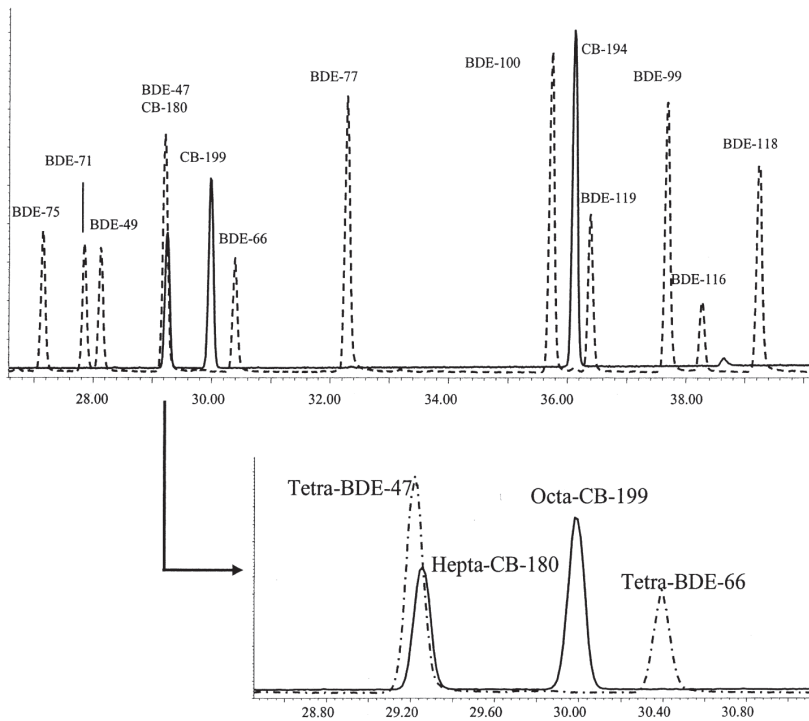 BDE-100
CB-194
BDE-99
BDE-77
BDE-47
CB-180
BDE-118
CB-199
BDE-71
BDE-119
BDE-75
BDE-49
BDE-66
BDE-116
28.00 30.00 32.00 34.00 36.00 38.00
Tetra-BDE-47
Octa-CB-199
Hepta-CB-180
Tetra-BDE-66
28.80 29.20 29.60 30.00 30.40 30.80